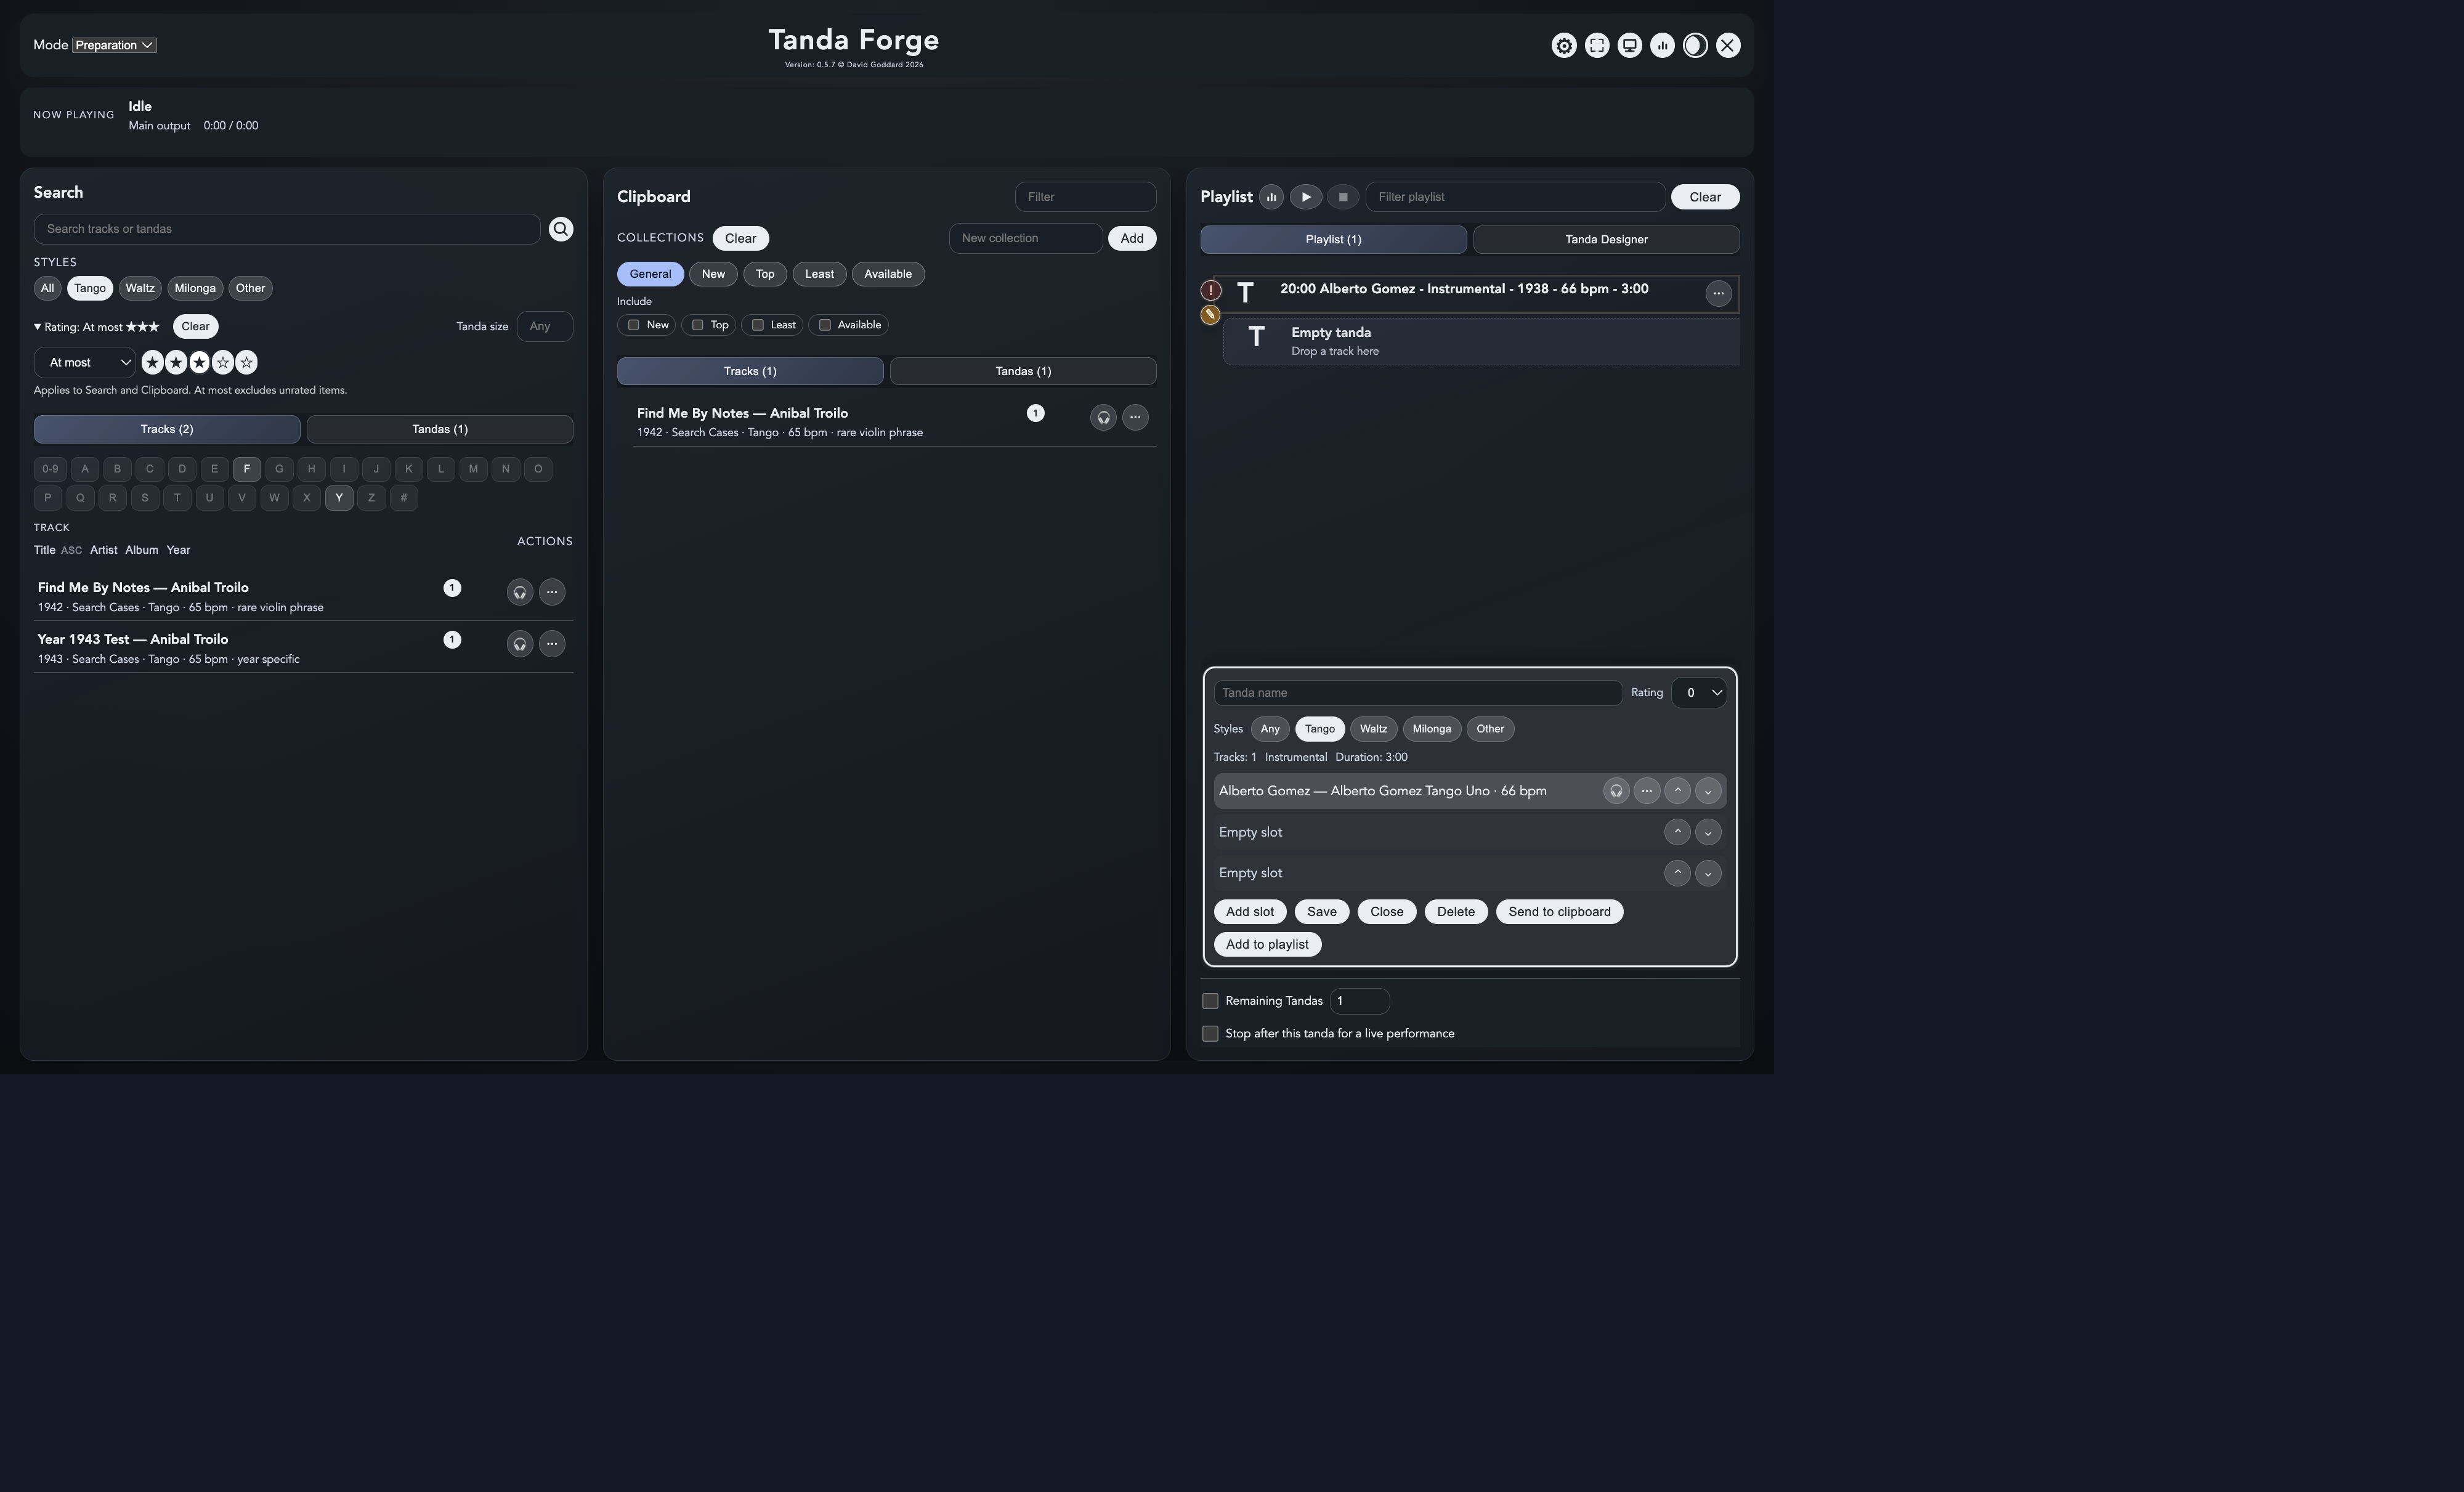 Mode Preparation
Tanda Forge
Version: 0.5.7 © David Goddard 2026
NOW PLAYING
Idle
Main output 0:00 / 0:00
Search
Search tracks or tandas
STYLES
All Tango Waltz Milonga Other
▼ Rating: At most ★★★ Clear Tanda size Any
At most ★ ★ ★ ☆ ☆
Applies to Search and Clipboard. At most excludes unrated items.
Tracks (2) Tandas (1)
0-9 A B C D E F G H I J K L M N O
P Q R S T U V W X Y Z #
TRACK
ACTIONS
Title ASC Artist Album Year
Find Me By Notes — Anibal Troilo 1
1942 · Search Cases · Tango · 65 bpm · rare violin phrase
Year 1943 Test — Anibal Troilo 1
1943 · Search Cases · Tango · 65 bpm · year specific
Clipboard Filter
COLLECTIONS Clear New collection Add
General New Top Least Available
Include
New Top Least Available
Tracks (1) Tandas (1)
Find Me By Notes — Anibal Troilo 1
1942 · Search Cases · Tango · 65 bpm · rare violin phrase
Playlist Filter playlist Clear
Playlist (1) Tanda Designer
! T 20:00 Alberto Gomez - Instrumental - 1938 - 66 bpm - 3:00
T Empty tanda
Drop a track here
Tanda name Rating 0
Styles Any Tango Waltz Milonga Other
Tracks: 1 Instrumental Duration: 3:00
Alberto Gomez — Alberto Gomez Tango Uno · 66 bpm
Empty slot
Empty slot
Add slot Save Close Delete Send to clipboard
Add to playlist
Remaining Tandas 1
Stop after this tanda for a live performance